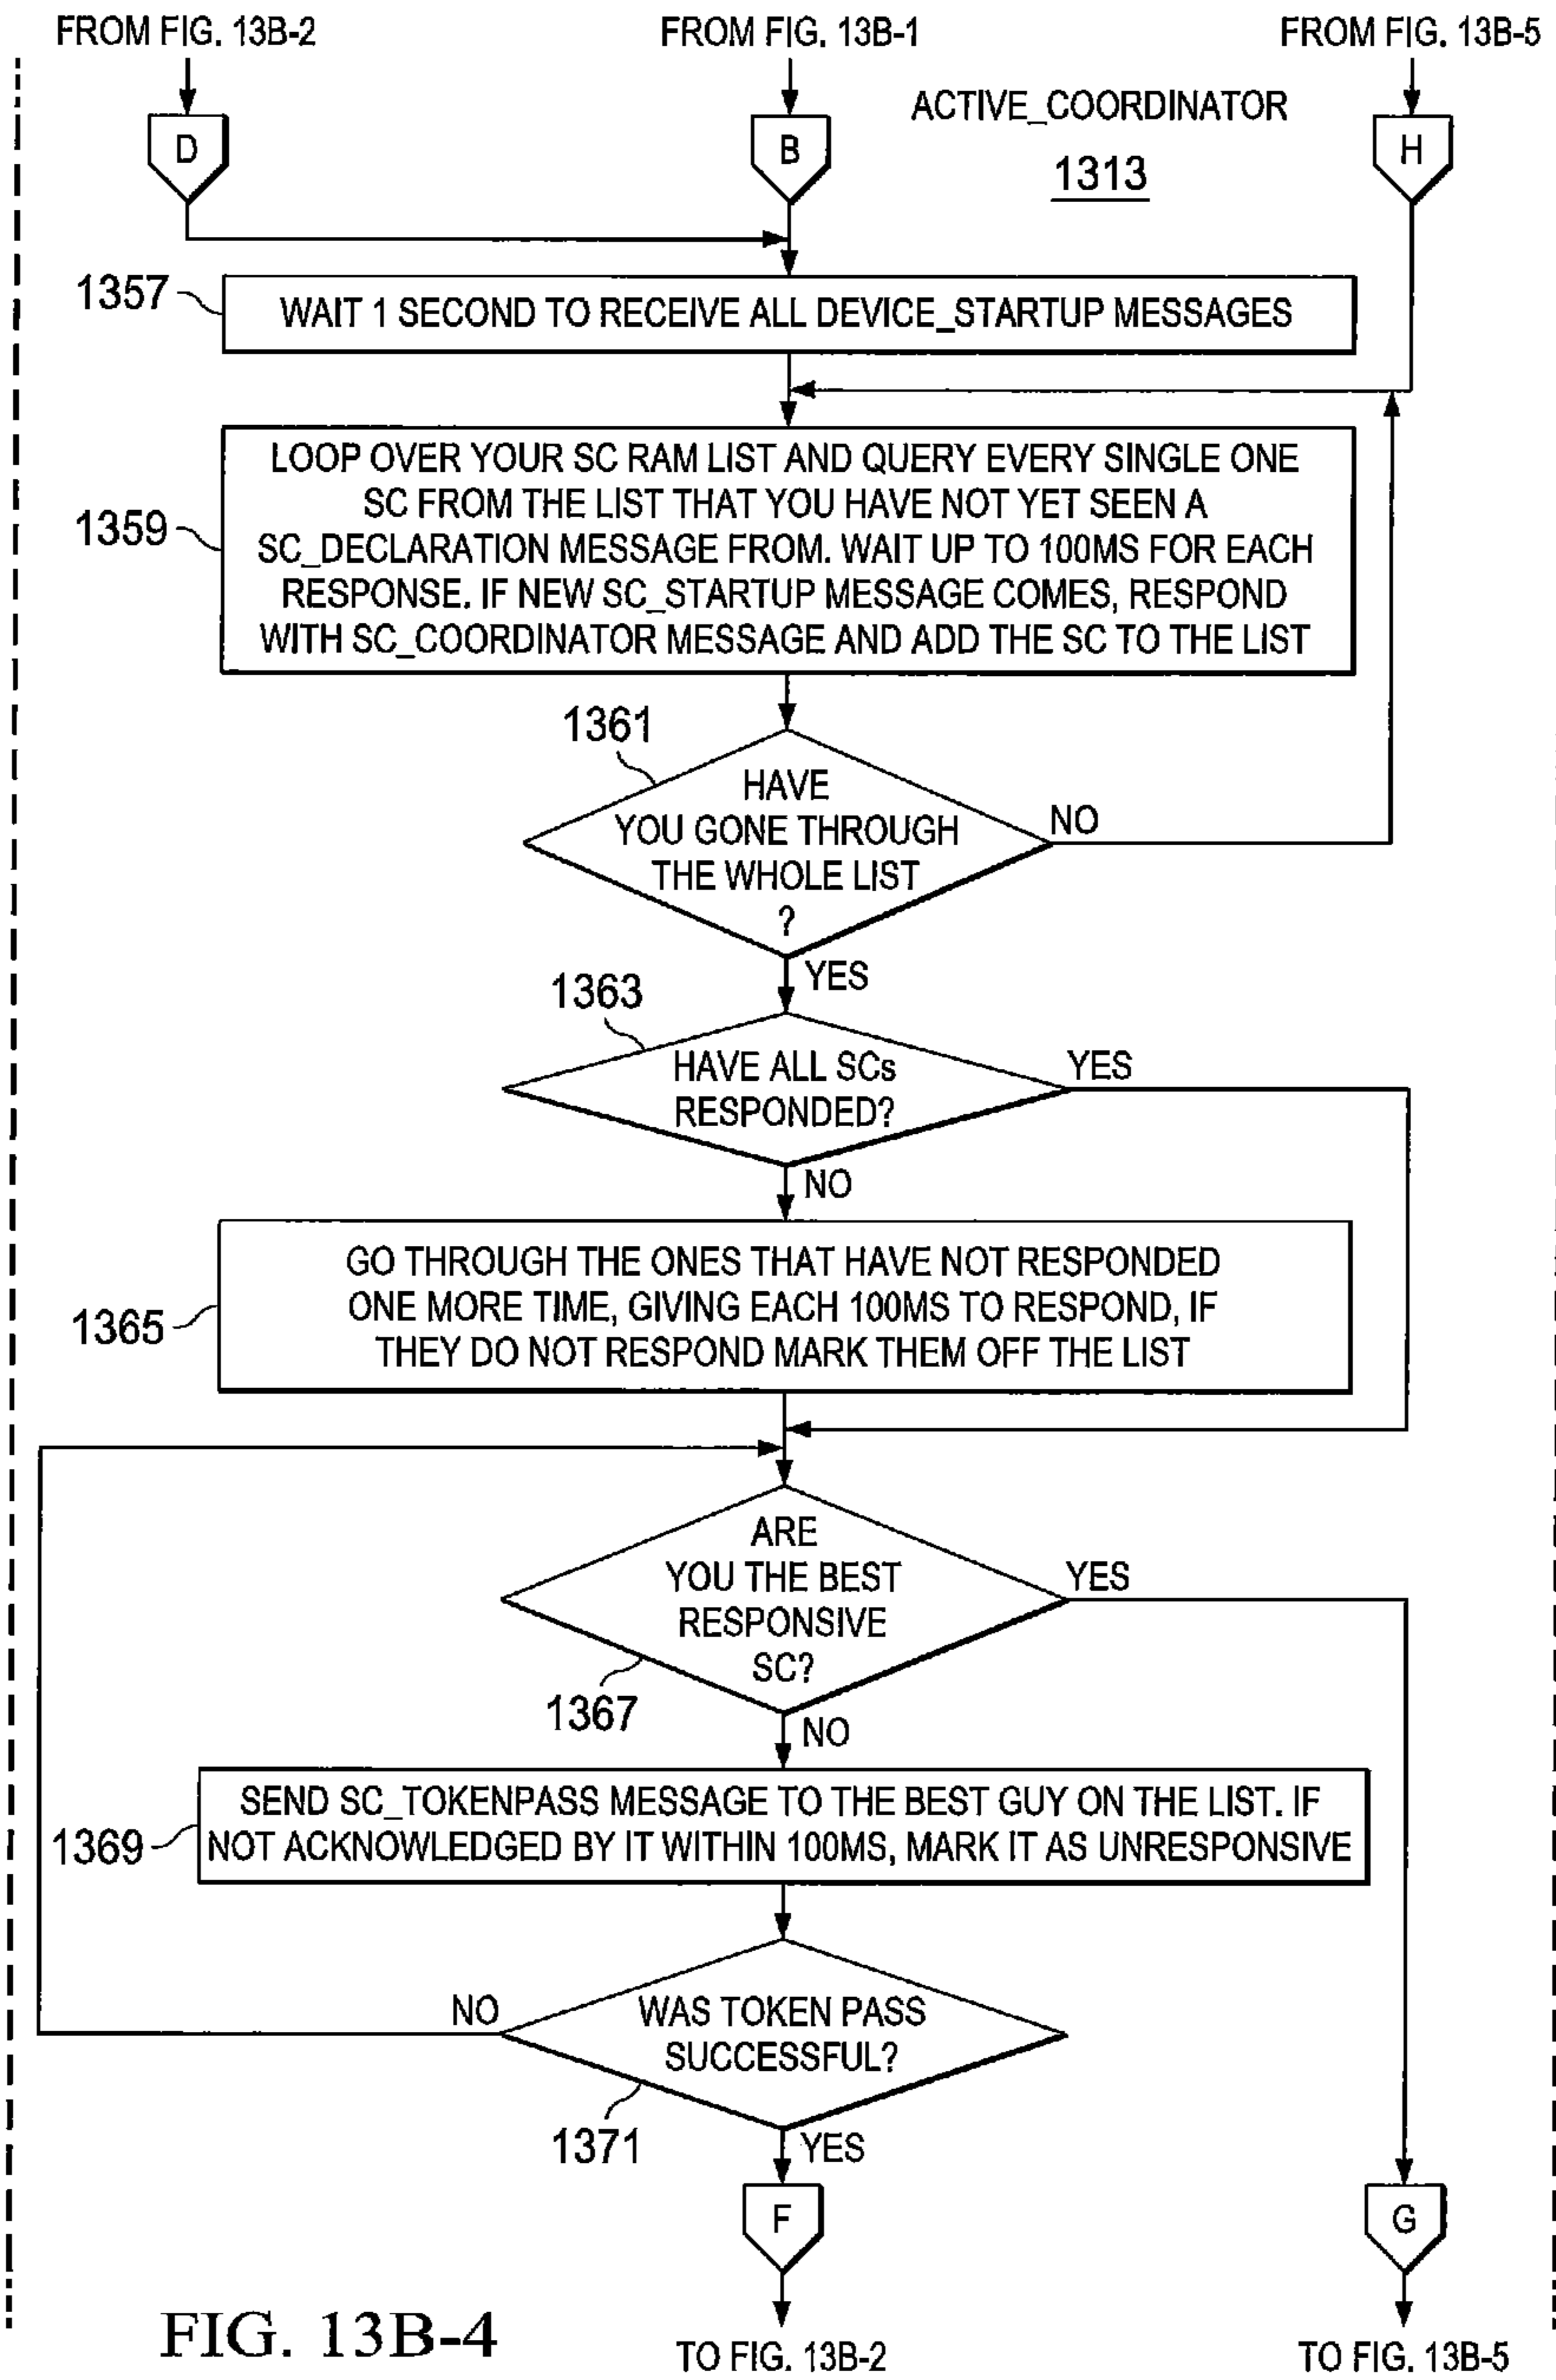 FROM FIG. 13B-2
FROM FIG. 13B-1
FROM FIG. 13B-5
D
B
ACTIVE_COORDINATOR
1313
H
1357
WAIT 1 SECOND TO RECEIVE ALL DEVICE_STARTUP MESSAGES
1359
LOOP OVER YOUR SC RAM LIST AND QUERY EVERY SINGLE ONE
SC FROM THE LIST THAT YOU HAVE NOT YET SEEN A
SC_DECLARATION MESSAGE FROM. WAIT UP TO 100MS FOR EACH
RESPONSE. IF NEW SC_STARTUP MESSAGE COMES, RESPOND
WITH SC_COORDINATOR MESSAGE AND ADD THE SC TO THE LIST
1361
HAVE
YOU GONE THROUGH
THE WHOLE LIST
?
NO
YES
1363
HAVE ALL SCs
RESPONDED?
YES
NO
1365
GO THROUGH THE ONES THAT HAVE NOT RESPONDED
ONE MORE TIME, GIVING EACH 100MS TO RESPOND, IF
THEY DO NOT RESPOND MARK THEM OFF THE LIST
ARE
YOU THE BEST
RESPONSIVE
SC?
YES
1367
NO
1369
SEND SC_TOKENPASS MESSAGE TO THE BEST GUY ON THE LIST. IF
NOT ACKNOWLEDGED BY IT WITHIN 100MS, MARK IT AS UNRESPONSIVE
NO
WAS TOKEN PASS
SUCCESSFUL?
1371
YES
F
G
FIG. 13B-4
TO FIG. 13B-2
TO FIG. 13B-5